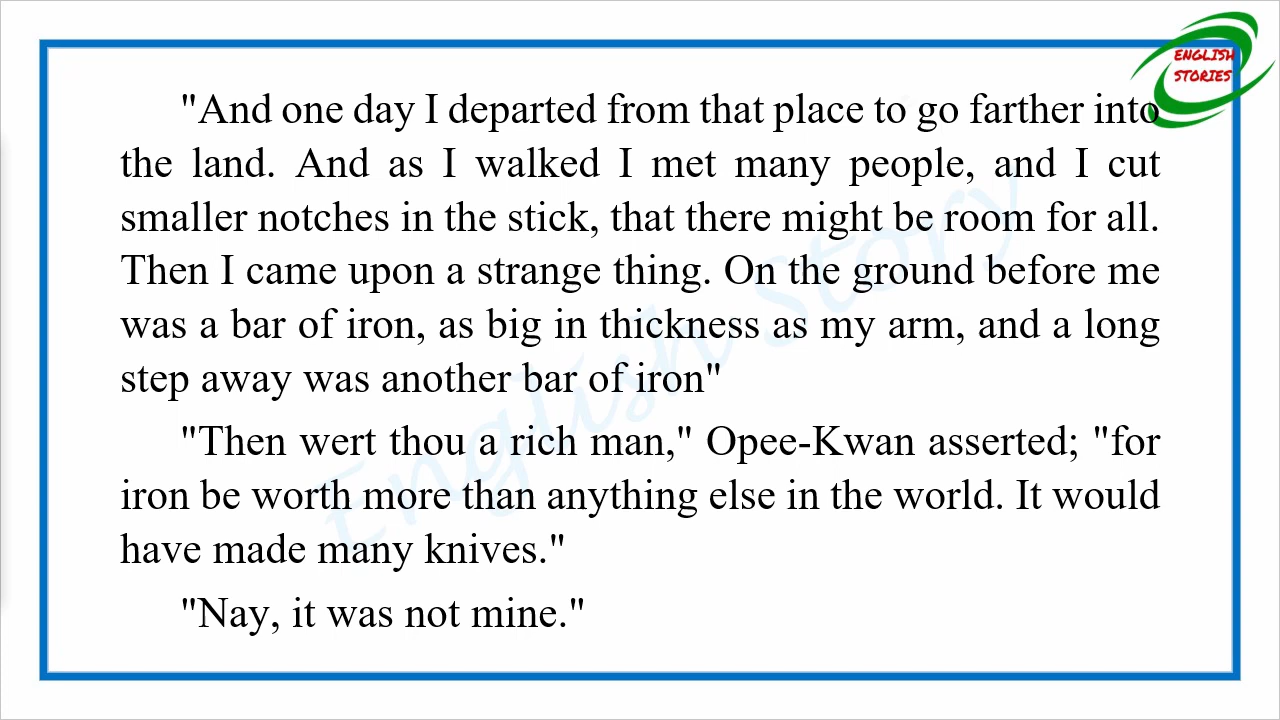 ENGLISH
STORIES
"And one day I departed from that place to go farther into
the land. And as I walked I met many people, and I cut
smaller notches in the stick, that there might be room for all.
Then I came upon a strange thing. On the ground before me
was a bar of iron, as big in thickness as my arm, and a long
step away was another bar of iron"
"Then wert thou a rich man," Opee-Kwan asserted; "for
iron be worth more than anything else in the world. It would
have made many knives."
"Nay, it was not mine."
English Story